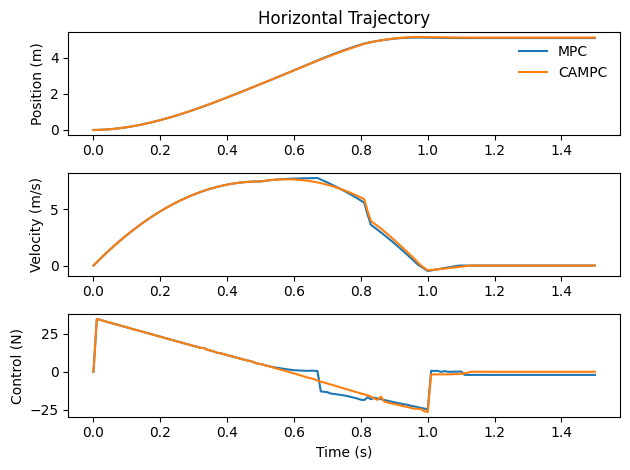 Horizontal Trajectory
Position (m)
4
2
0
MPC
CAMPC
0.0 0.2 0.4 0.6 0.8 1.0 1.2 1.4
Velocity (m/s)
5
0
0.0 0.2 0.4 0.6 0.8 1.0 1.2 1.4
Control (N)
25
0
−25
0.0 0.2 0.4 0.6 0.8 1.0 1.2 1.4
Time (s)